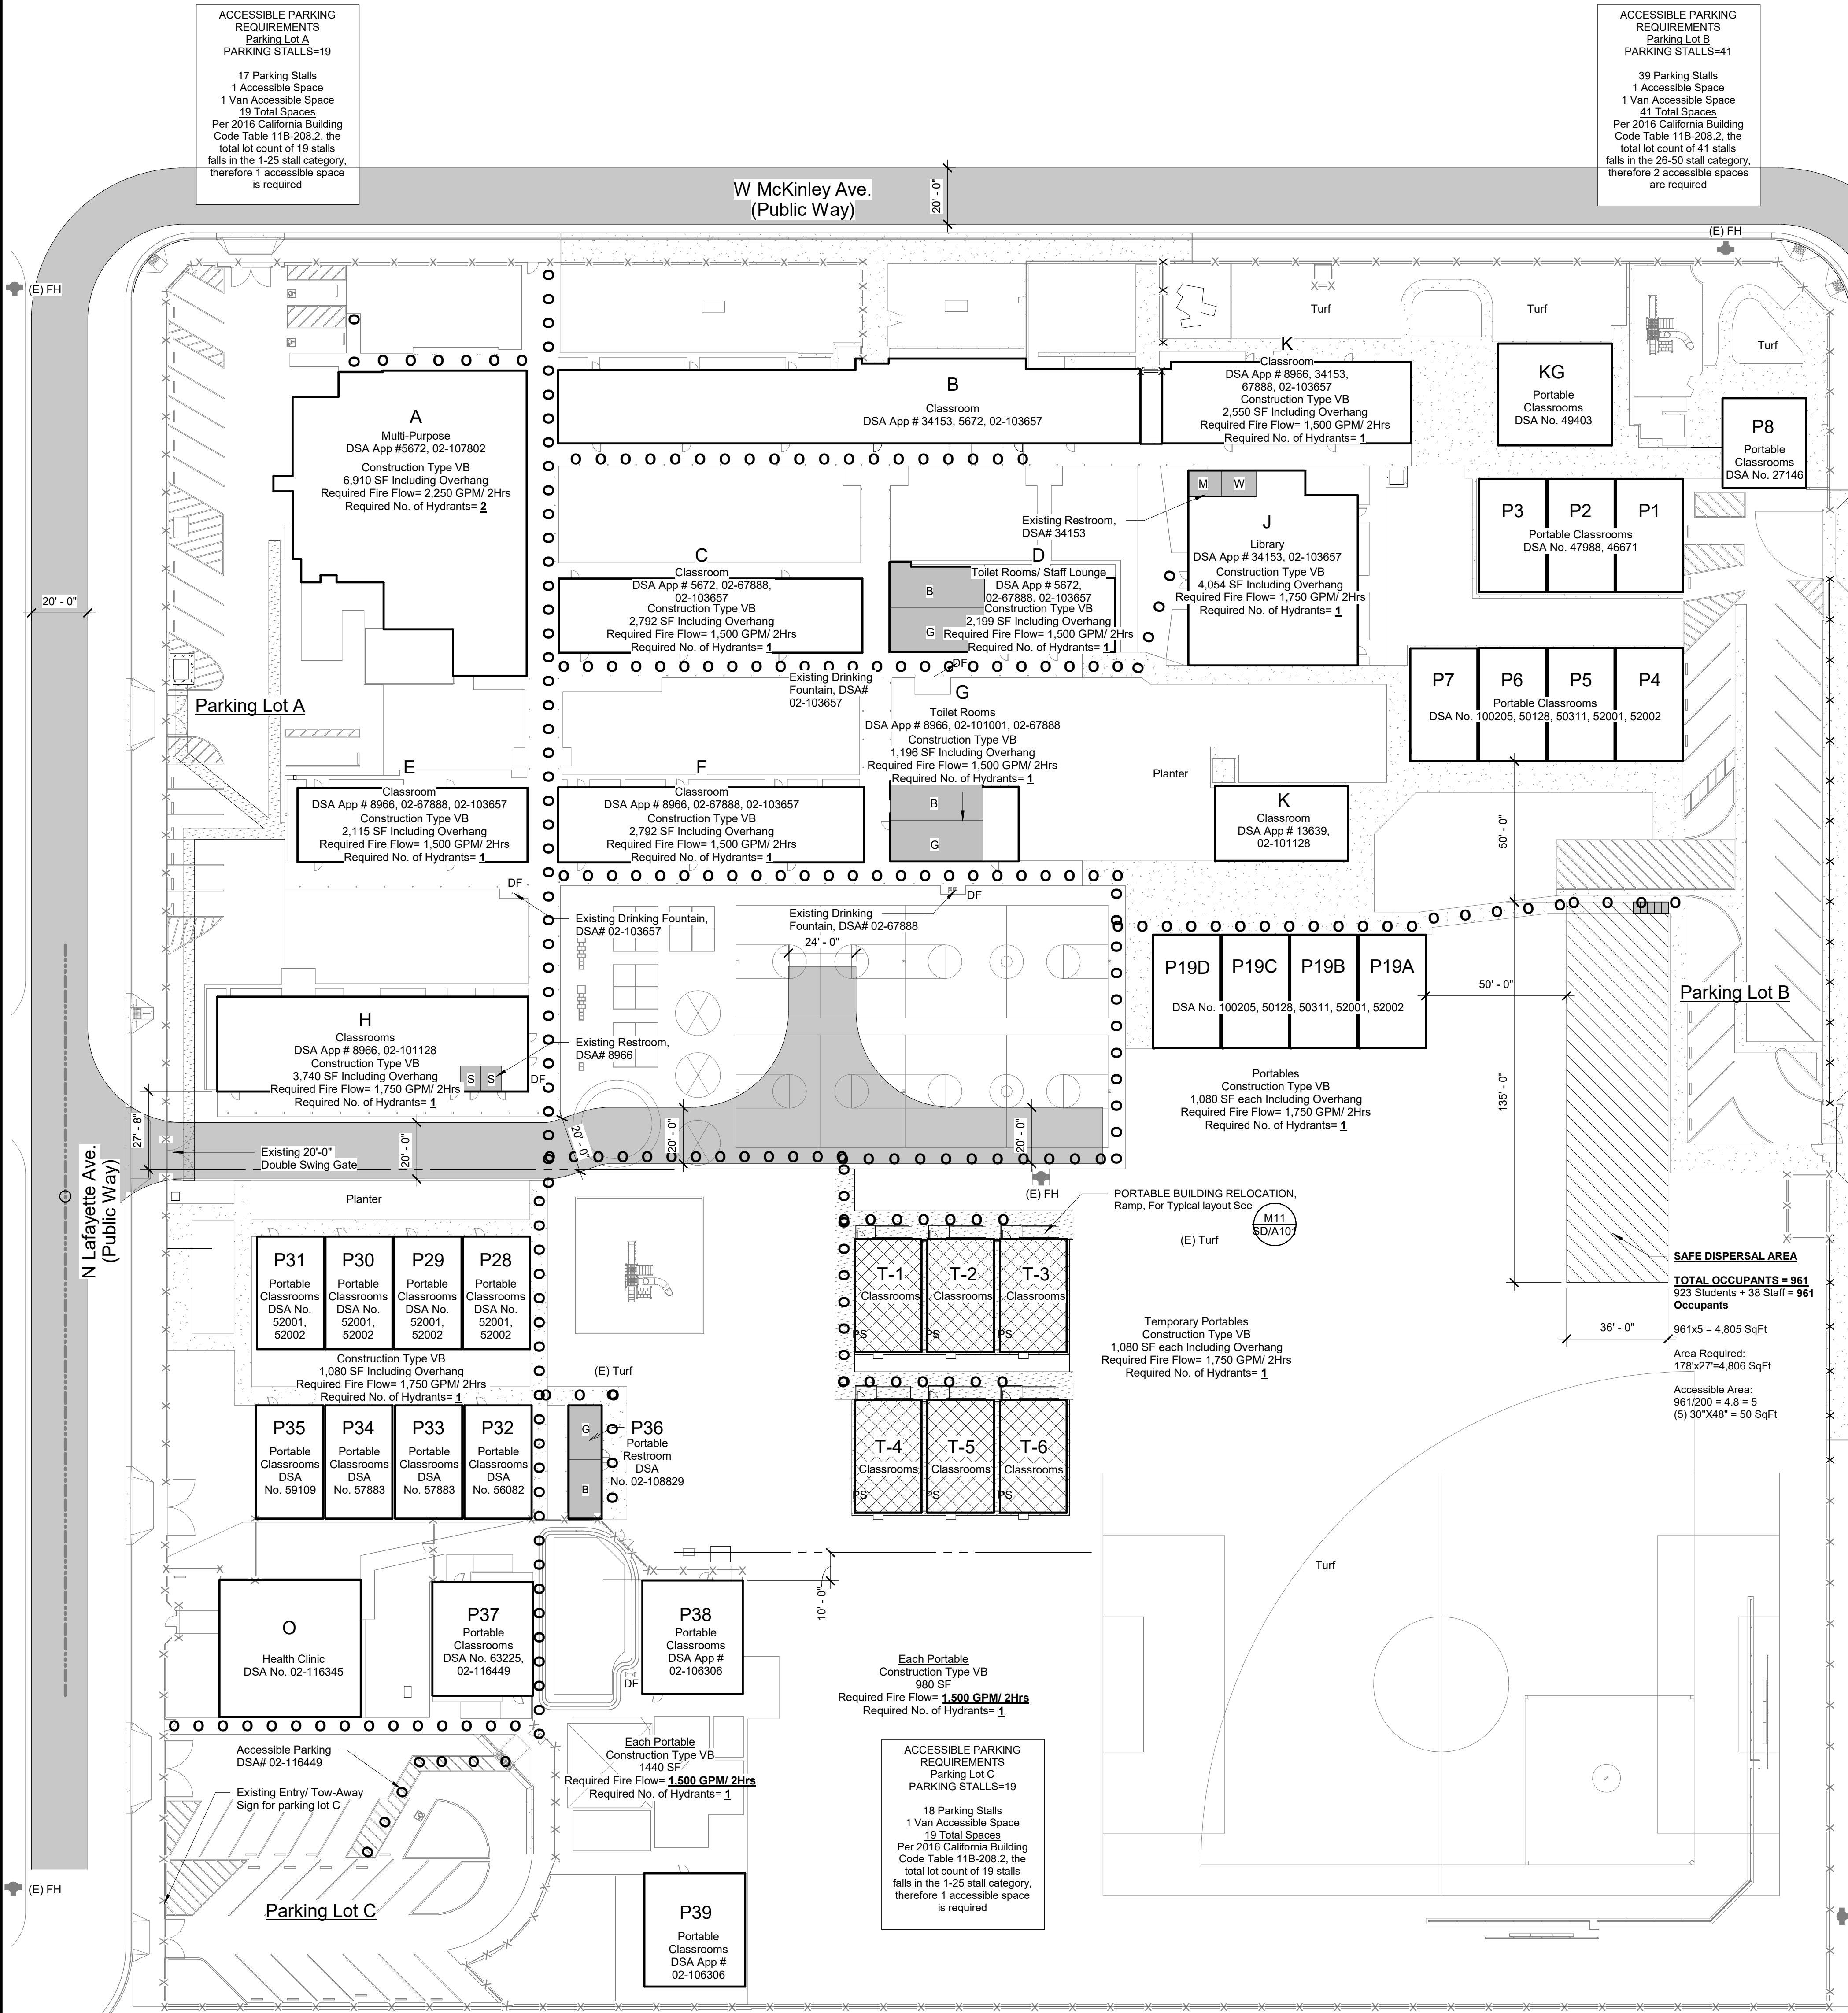 ACCESSIBLE PARKING
REQUIREMENTS
Parking Lot A
PARKING STALLS=19
17 Parking Stalls
1 Accessible Space
1 Van Accessible Space
19 Total Spaces
Per 2016 California Building
Code Table 11B-208.2, the
total lot count of 19 stalls
falls in the 1-25 stall category,
therefore 1 accessible space
is required
ACCESSIBLE PARKING
REQUIREMENTS
Parking Lot B
PARKING STALLS=41
39 Parking Stalls
1 Accessible Space
1 Van Accessible Space
41 Total Spaces
Per 2016 California Building
Code Table 11B-208.2, the
total lot count of 41 stalls
falls in the 26-50 stall category,
therefore 2 accessible spaces
are required
W McKinley Ave.
(Public Way)
20' - 0"
(E) FH
(E) FH
Turf
Turf
Turf
A
Multi-Purpose
DSA App #5672, 02-107802
Construction Type VB
6,910 SF Including Overhang
Required Fire Flow= 2,250 GPM/ 2Hrs
Required No. of Hydrants= 2
B
Classroom
DSA App # 34153, 5672, 02-103657
K
Classroom
DSA App # 8966, 34153,
67888, 02-103657
Construction Type VB
2,550 SF Including Overhang
Required Fire Flow= 1,500 GPM/ 2Hrs
Required No. of Hydrants= 1
KG
Portable
Classrooms
DSA No. 49403
P8
Portable
Classrooms
DSA No. 27146
P3
P2
P1
Portable Classrooms
DSA No. 47988, 46671
M
W
Existing Restroom,
DSA# 34153
J
Library
DSA App # 34153, 02-103657
Construction Type VB
4,054 SF Including Overhang
Required Fire Flow= 1,750 GPM/ 2Hrs
Required No. of Hydrants= 1
C
Classroom
DSA App # 5672, 02-67888,
02-103657
Construction Type VB
2,792 SF Including Overhang
Required Fire Flow= 1,500 GPM/ 2Hrs
Required No. of Hydrants= 1
D
Toilet Rooms/ Staff Lounge
DSA App # 5672,
02-67888, 02-103657
Construction Type VB
2,199 SF Including Overhang
Required Fire Flow= 1,500 GPM/ 2Hrs
Required No. of Hydrants= 1
B
G
20' - 0"
DF
Existing Drinking
Fountain, DSA#
02-103657
Parking Lot A
P7
P6
P5
P4
Portable Classrooms
DSA No. 100205, 50128, 50311, 52001, 52002
G
Toilet Rooms
DSA App # 8966, 02-101001, 02-67888
Construction Type VB
1,196 SF Including Overhang
Required Fire Flow= 1,500 GPM/ 2Hrs
Required No. of Hydrants= 1
B
G
Planter
E
Classroom
DSA App # 8966, 02-67888, 02-103657
Construction Type VB
2,115 SF Including Overhang
Required Fire Flow= 1,500 GPM/ 2Hrs
Required No. of Hydrants= 1
F
Classroom
DSA App # 8966, 02-67888, 02-103657
Construction Type VB
2,792 SF Including Overhang
Required Fire Flow= 1,500 GPM/ 2Hrs
Required No. of Hydrants= 1
K
Classroom
DSA App # 13639,
02-101128
50' - 0"
DF
DF
Existing Drinking Fountain,
DSA# 02-103657
Existing Drinking
Fountain, DSA# 02-67888
24' - 0"
P19D
P19C
P19B
P19A
DSA No. 100205, 50128, 50311, 52001, 52002
50' - 0"
Parking Lot B
H
Classrooms
DSA App # 8966, 02-101128
Construction Type VB
3,740 SF Including Overhang
Required Fire Flow= 1,750 GPM/ 2Hrs
Required No. of Hydrants= 1
S
S
DF
Existing Restroom,
DSA# 8966
Portables
Construction Type VB
1,080 SF each Including Overhang
Required Fire Flow= 1,750 GPM/ 2Hrs
Required No. of Hydrants= 1
135' - 0"
27' - 8"
N Lafayette Ave.
(Public Way)
Existing 20'-0"
Double Swing Gate
20' - 0"
20' - 0"
20' - 0"
20' - 0"
(E) FH
Planter
PORTABLE BUILDING RELOCATION,
Ramp, For Typical layout See
M11
SD/A101
(E) Turf
P31
Portable
Classrooms
DSA No.
52001,
52002
P30
Portable
Classrooms
DSA No.
52001,
52002
P29
Portable
Classrooms
DSA No.
52001,
52002
P28
Portable
Classrooms
DSA No.
52001,
52002
Construction Type VB
1,080 SF Including Overhang
Required Fire Flow= 1,750 GPM/ 2Hrs
Required No. of Hydrants= 1
T-1
Classrooms
PS
T-2
Classrooms
PS
T-3
Classrooms
PS
SAFE DISPERSAL AREA
TOTAL OCCUPANTS = 961
923 Students + 38 Staff = 961
Occupants
961x5 = 4,805 SqFt
Area Required:
178'x27'=4,806 SqFt
Accessible Area:
961/200 = 4.8 = 5
(5) 30"X48" = 50 SqFt
36' - 0"
Temporary Portables
Construction Type VB
1,080 SF each Including Overhang
Required Fire Flow= 1,750 GPM/ 2Hrs
Required No. of Hydrants= 1
(E) Turf
P35
Portable
Classrooms
DSA
No. 59109
P34
Portable
Classrooms
DSA
No. 57883
P33
Portable
Classrooms
DSA
No. 57883
P32
Portable
Classrooms
DSA
No. 56082
G
B
P36
Portable
Restroom
DSA
No. 02-108829
T-4
Classrooms
PS
T-5
Classrooms
PS
T-6
Classrooms
PS
Turf
10' - 0"
O
Health Clinic
DSA No. 02-116345
P37
Portable
Classrooms
DSA No. 63225,
02-116449
DF
P38
Portable
Classrooms
DSA App #
02-106306
Each Portable
Construction Type VB
980 SF
Required Fire Flow= 1,500 GPM/ 2Hrs
Required No. of Hydrants= 1
Accessible Parking
DSA# 02-116449
Existing Entry/ Tow-Away
Sign for parking lot C
Each Portable
Construction Type VB
1440 SF
Required Fire Flow= 1,500 GPM/ 2Hrs
Required No. of Hydrants= 1
ACCESSIBLE PARKING
REQUIREMENTS
Parking Lot C
PARKING STALLS=19
18 Parking Stalls
1 Van Accessible Space
19 Total Spaces
Per 2016 California Building
Code Table 11B-208.2, the
total lot count of 19 stalls
falls in the 1-25 stall category,
therefore 1 accessible space
is required
(E) FH
Parking Lot C
P39
Portable
Classrooms
DSA App #
02-106306